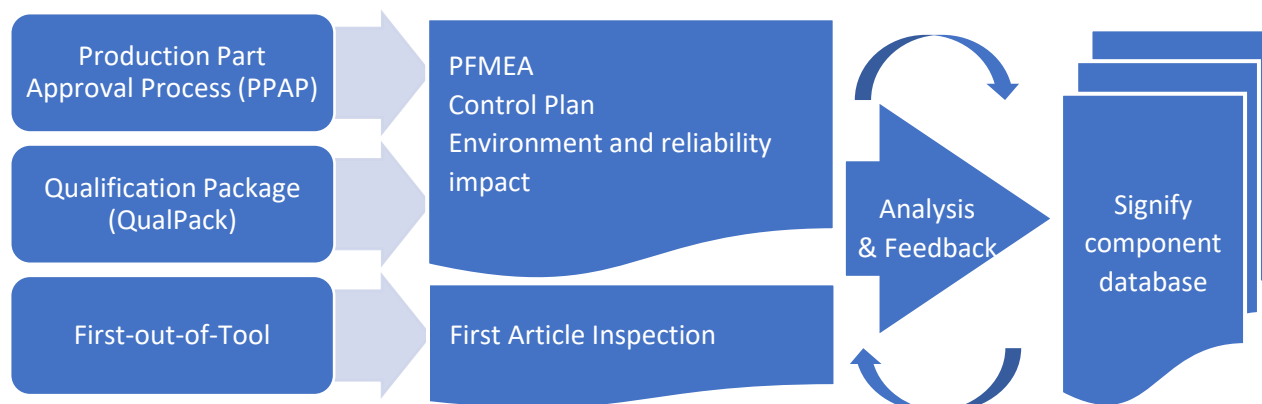 Production Part
Approval Process (PPAP)
Qualification Package
(QualPack)
First-out-of-Tool
PFMEA
Control Plan
Environment and reliability
impact
First Article Inspection
Analysis
& Feedback
Signify
component
database